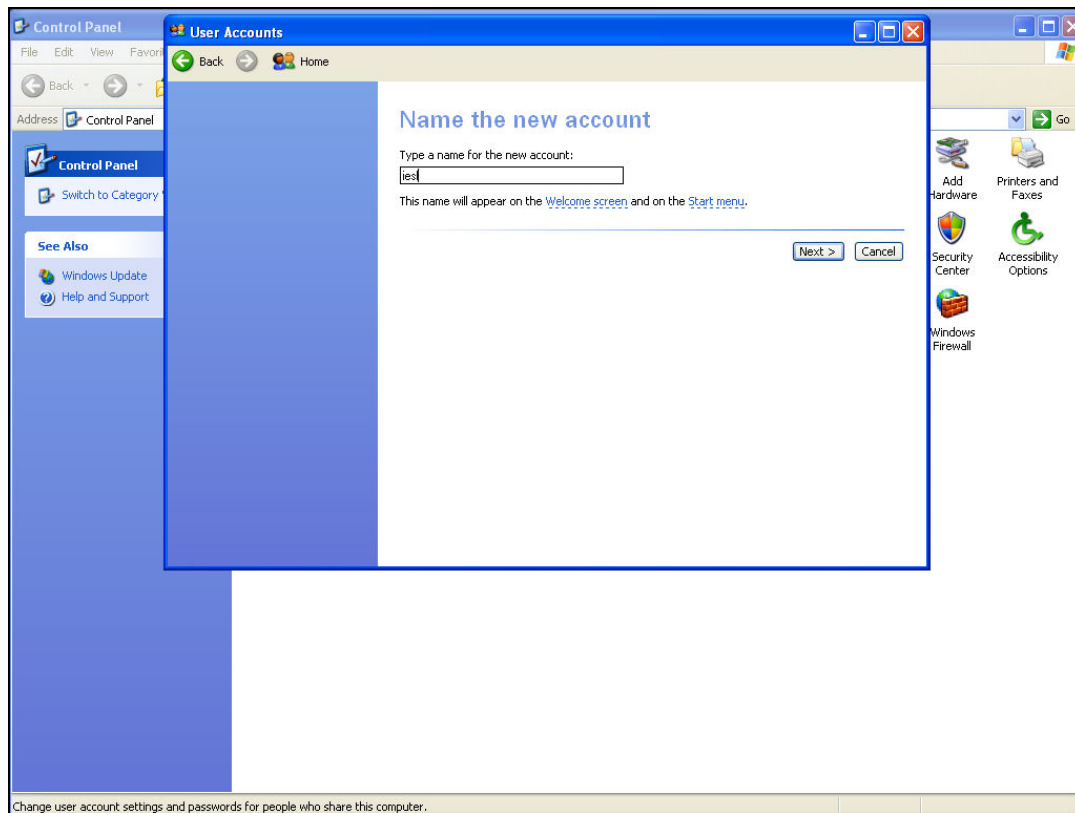 Control Panel
User Accounts
File Edit View
Back Home
Back
Address Control Panel
Go
Name the new account
Control Panel
Type a name for the new account:
Add Hardware
Printers and Faxes
Switch to Category
This name will appear on the Welcome screen and on the Start menu.
See Also
Next > Cancel
Security Center
Accessibility Options
Windows Update
Help and Support
Windows Firewall
Change user account settings and passwords for people who share this computer.